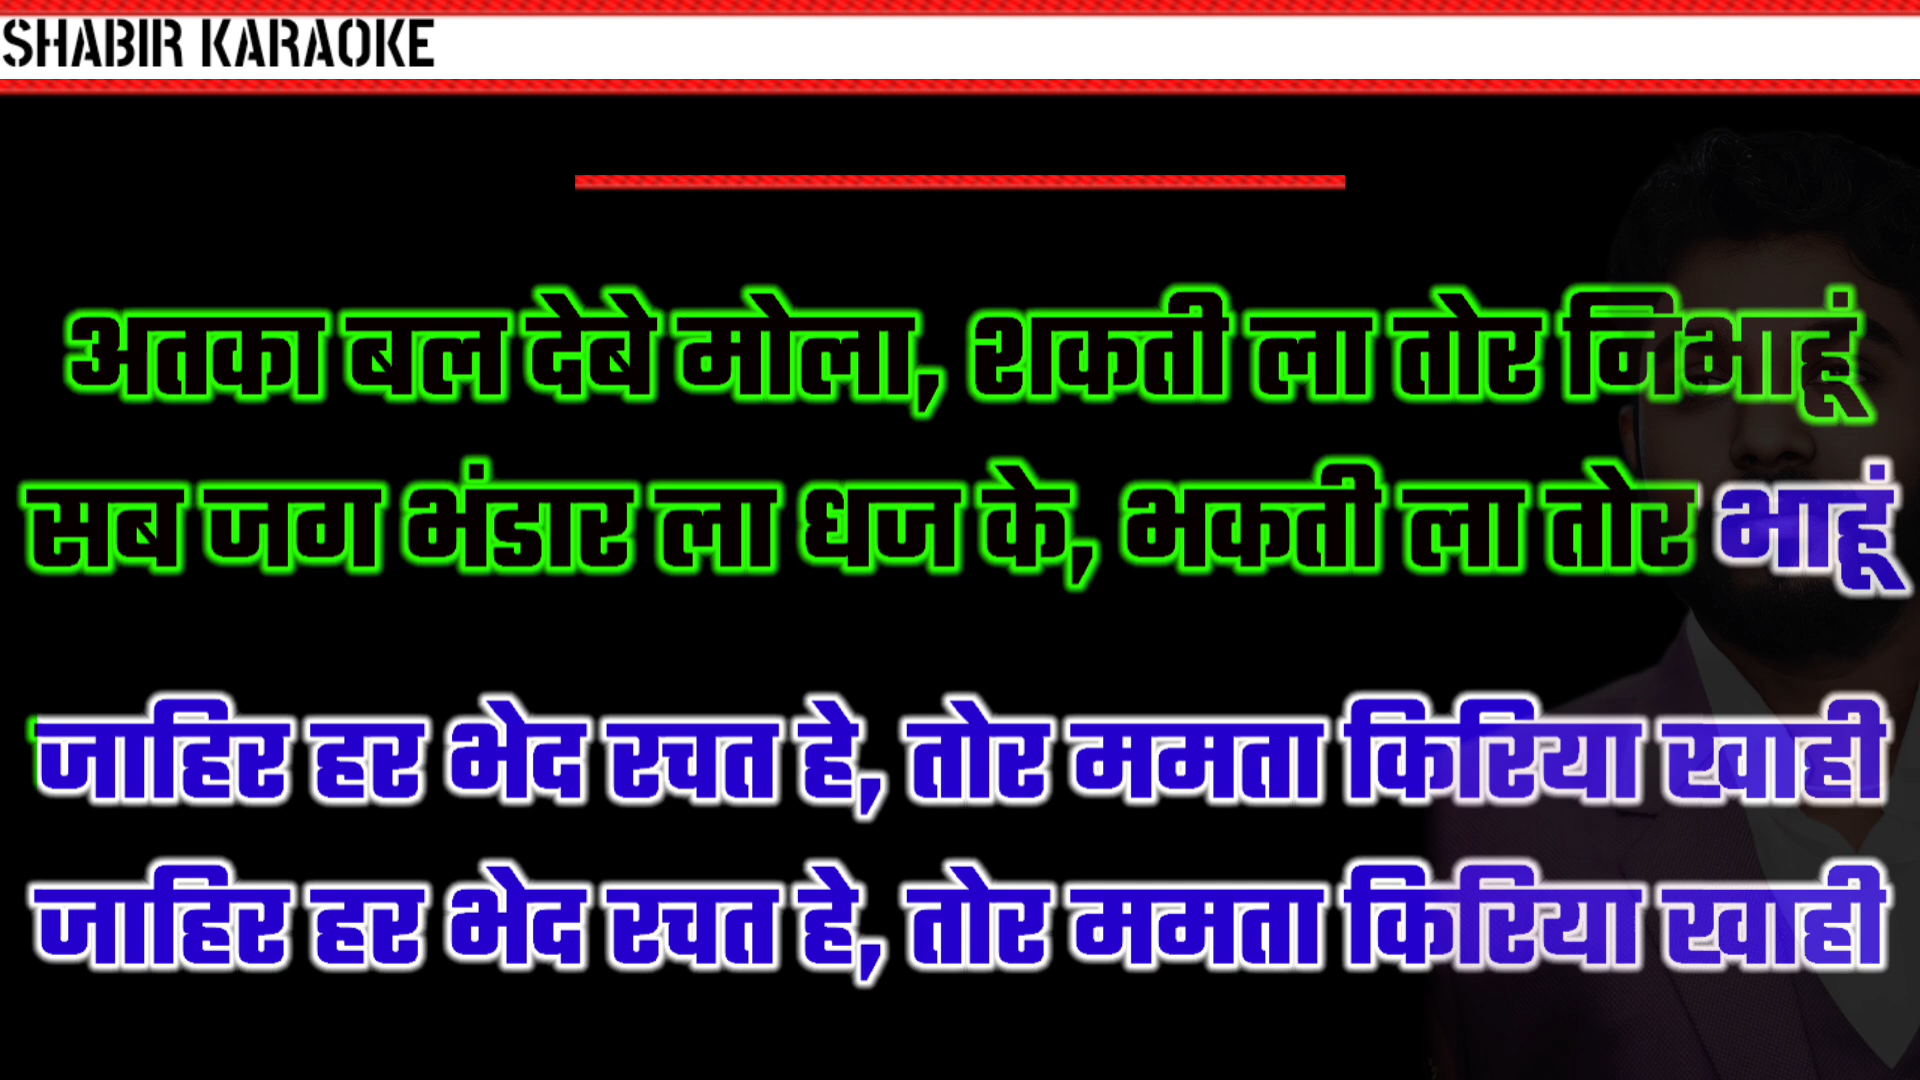 SHABIR KARAOKE
अतका बल देबे मोला, शकती ला तोर निभाहूं
सब जग भंडार ला धज के, भकती ला तोर भाहूं
जाहिर हर भेद रचत हे, तोर ममता किरिया खाही
जाहिर हर भेद रचत हे, तोर ममता किरिया खाही